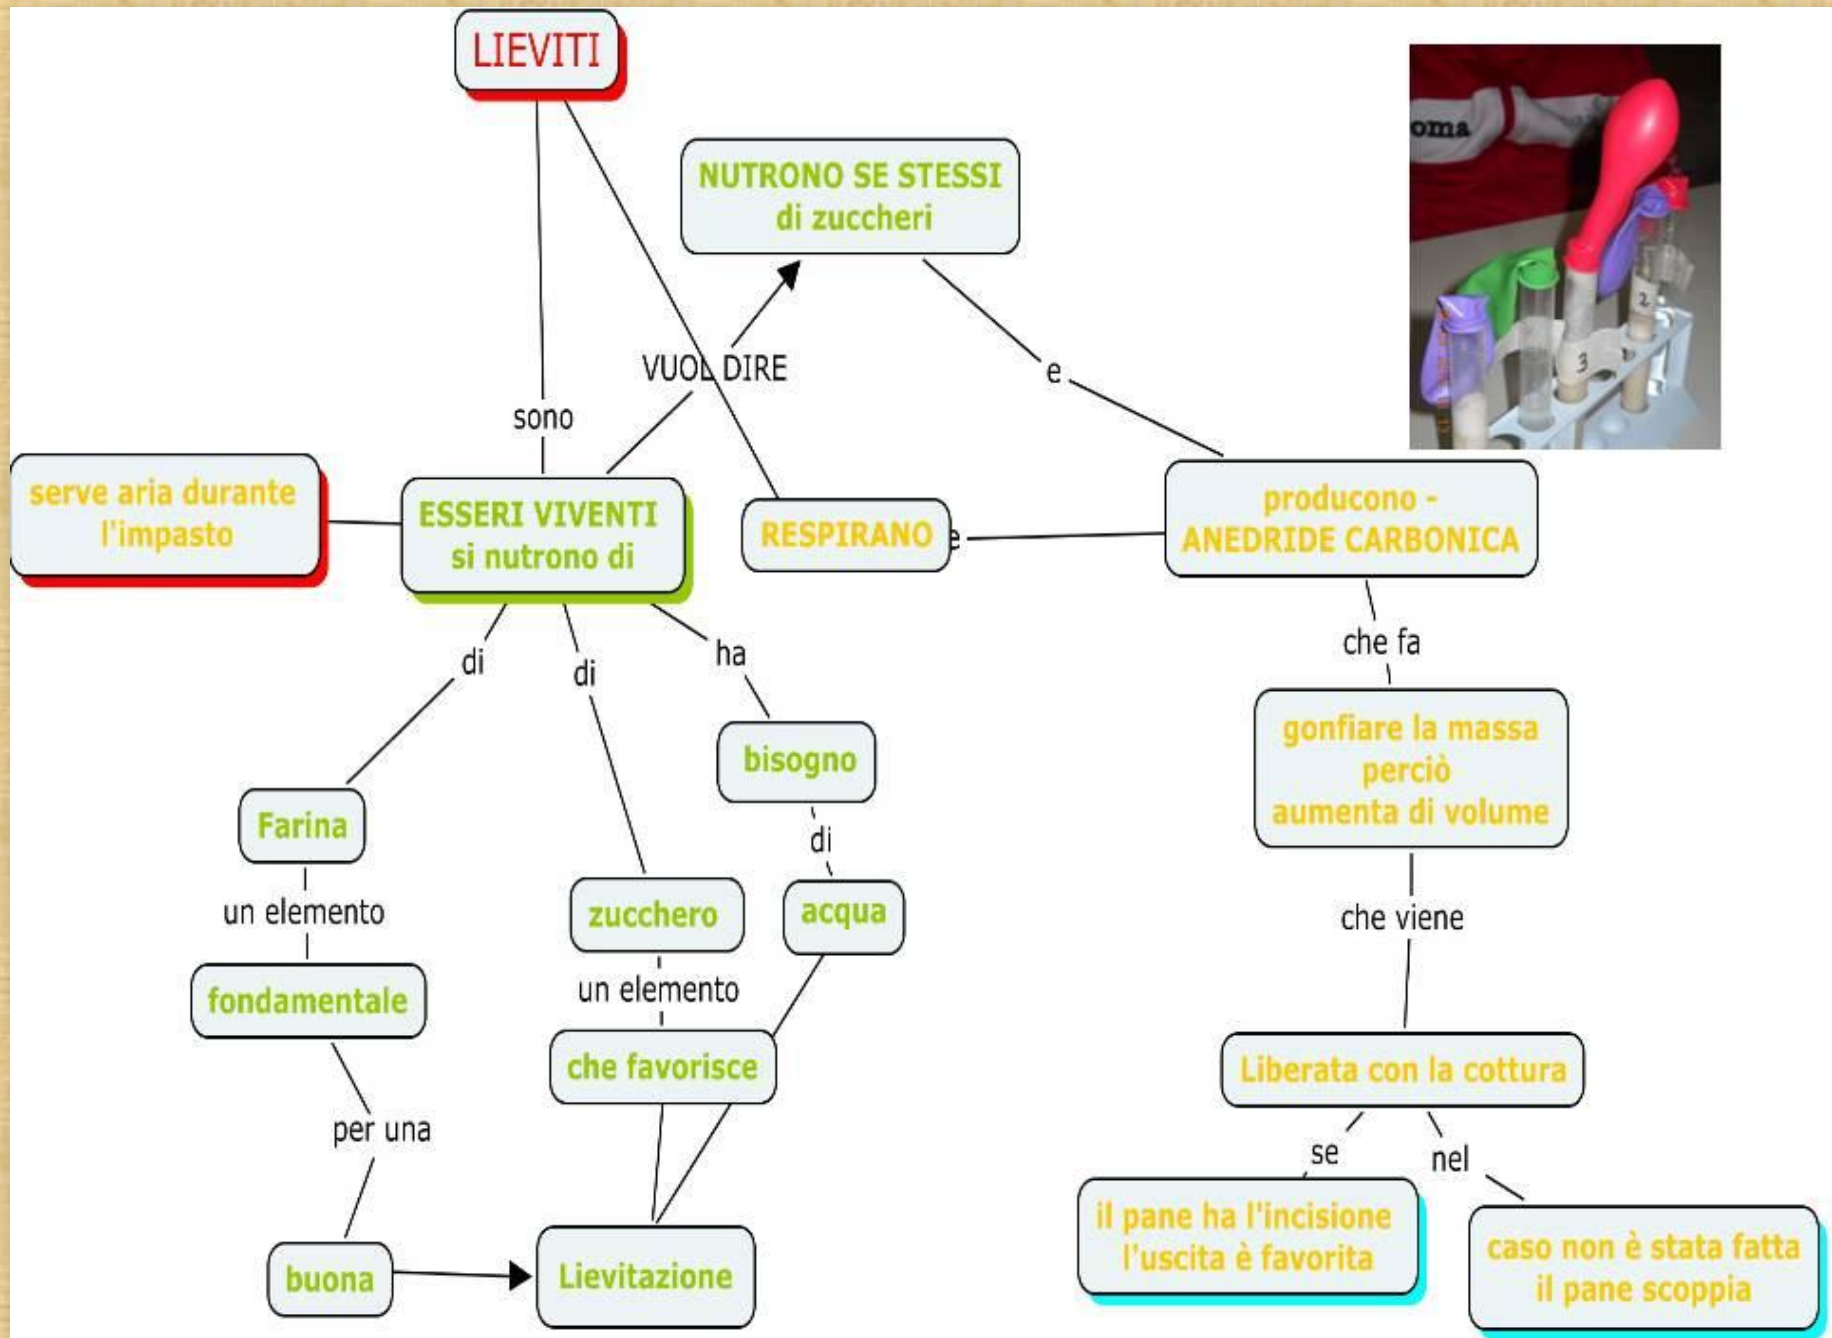 LIEVITI
NUTRONO SE STESSI
di zuccheri
oma
2
3
VUOL DIRE
e
sono
serve aria durante
l'impasto
ESSERI VIVENTI
si nutrono di
RESPIRANO
e
producono -
ANEDRIDE CARBONICA
di
di
ha
che fa
bisogno
gonfiare la massa
perciò
aumenta di volume
Farina
di
un elemento
zucchero
acqua
che viene
fondamentale
un elemento
che favorisce
Liberata con la cottura
per una
se
nel
il pane ha l'incisione
l'uscita è favorita
caso non è stata fatta
il pane scoppia
buona
Lievitazione